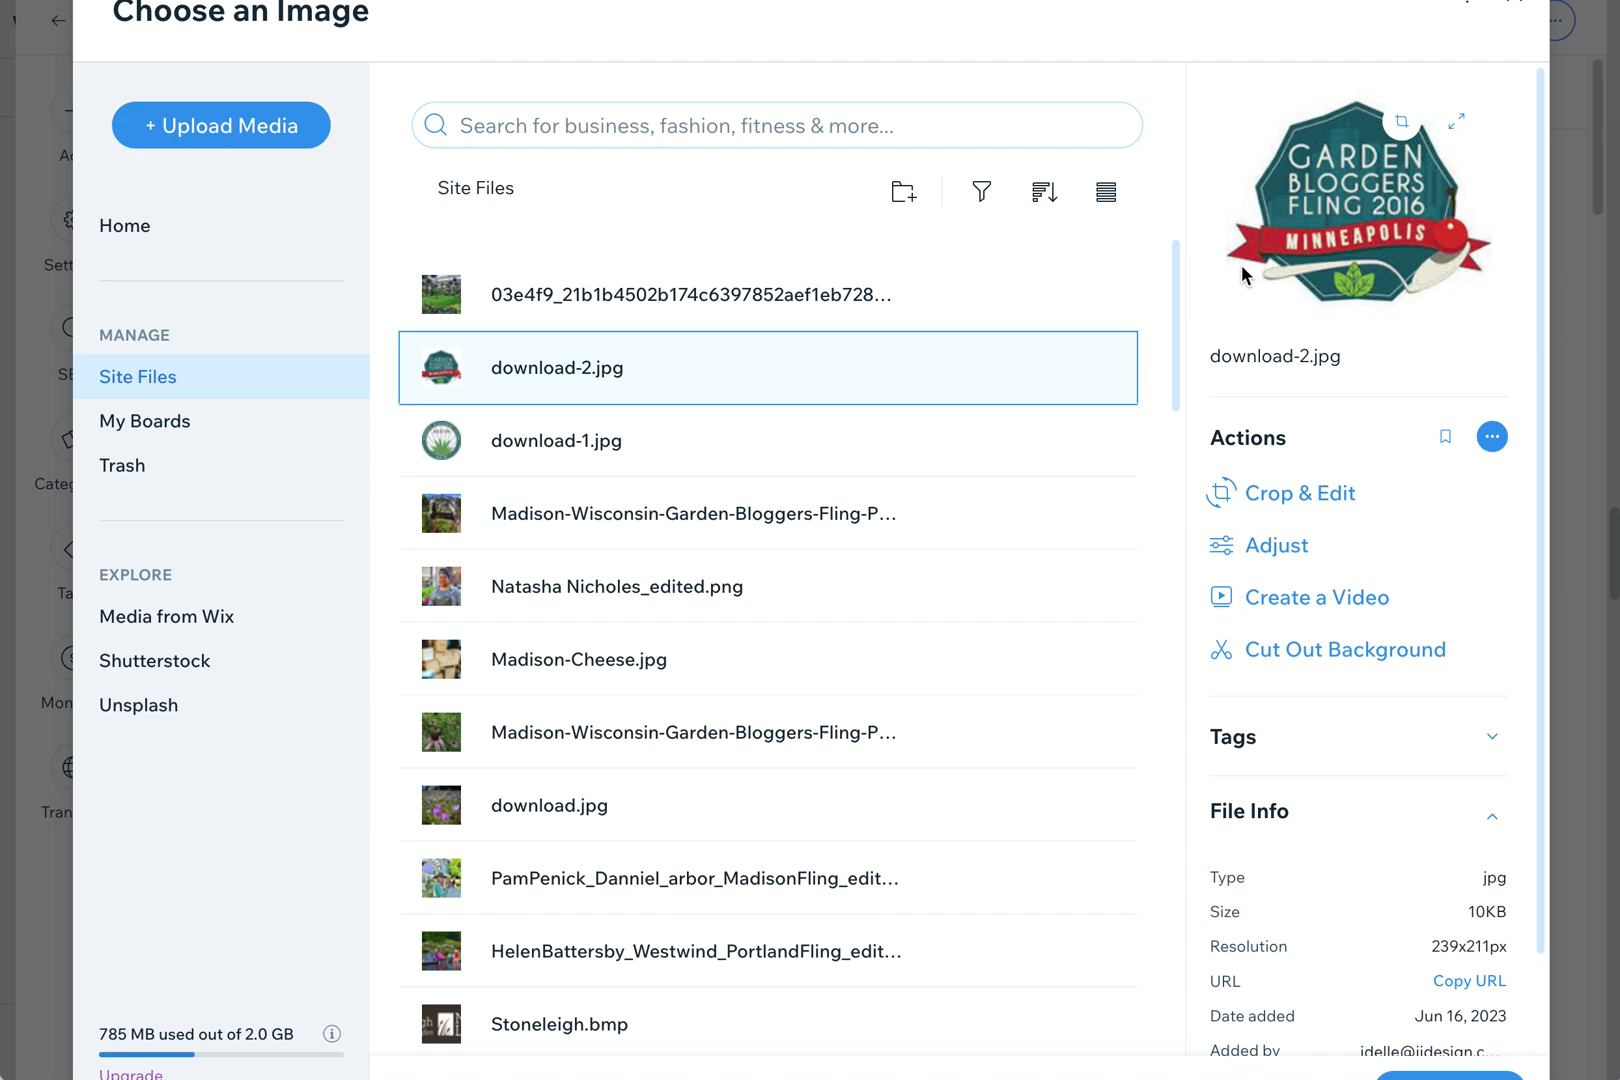 Choose an Image
+ Upload Media
Home
MANAGE
Site Files
My Boards
Trash
EXPLORE
Media from Wix
Shutterstock
Unsplash
785 MB used out of 2.0 GB
Upgrade
Search for business, fashion, fitness & more...
Site Files
03e4f9_21b1b4502b174c6397852aef1eb728...
download-2.jpg
download-1.jpg
Madison-Wisconsin-Garden-Bloggers-Fling-P...
Natasha Nicholes_edited.png
Madison-Cheese.jpg
Madison-Wisconsin-Garden-Bloggers-Fling-P...
download.jpg
PamPenick_Danniel_arbor_MadisonFling_edit...
HelenBattersby_Westwind_PortlandFling_edit...
Stoneleigh.bmp
GARDEN
BLOGGERS
FLING 2016
MINNEAPOLIS
download-2.jpg
Actions
Crop & Edit
Adjust
Create a Video
Cut Out Background
Tags
File Info
Type jpg
Size 10KB
Resolution 239x211px
URL Copy URL
Date added Jun 16, 2023
Added by
Sett
Categ
Mon
Tran